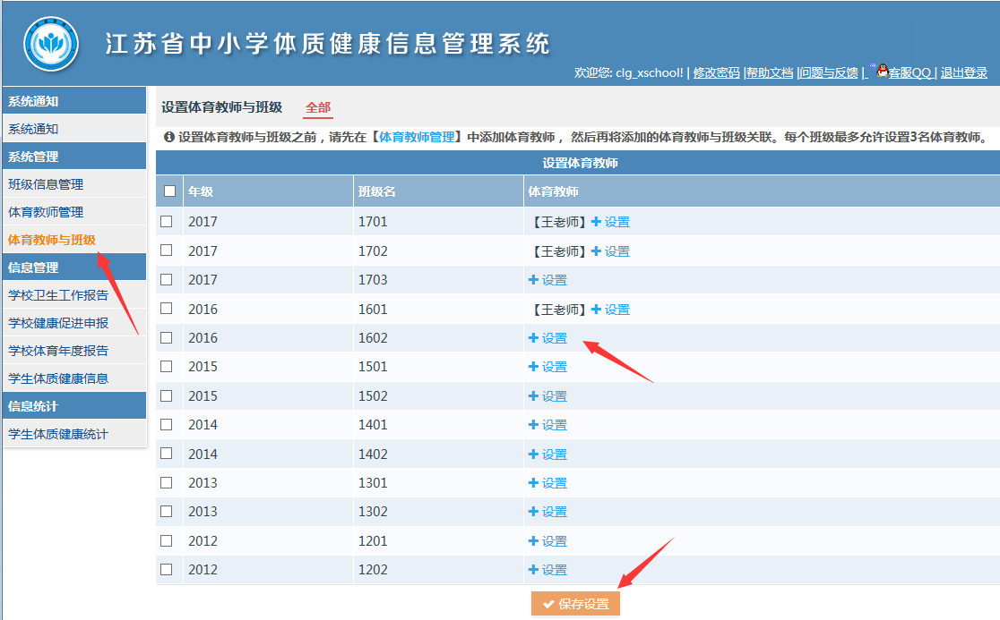 江苏省中小学体质健康信息管理系统
欢迎您: clg_xschool! | 修改密码 |帮助文档 |问题与反馈 | 客服QQ | 退出登录
系统通知
系统通知
系统管理
班级信息管理
体育教师管理
体育教师与班级
信息管理
学校卫生工作报告
学校健康促进申报
学校体育年度报告
学生体质健康信息
信息统计
学生体质健康统计
设置体育教师与班级 全部
设置体育教师与班级之前，请先在【体育教师管理】中添加体育教师 ，然后再将添加的体育教师与班级关联。每个班级最多允许设置3名体育教师。
设置体育教师
年级 班级名 体育教师
2017 1701 【王老师】+ 设置
2017 1702 【王老师】+ 设置
2017 1703 + 设置
2016 1601 【王老师】+ 设置
2016 1602 + 设置
2015 1501 + 设置
2015 1502 + 设置
2014 1401 + 设置
2014 1402 + 设置
2013 1301 + 设置
2013 1302 + 设置
2012 1201 + 设置
2012 1202 + 设置
保存设置